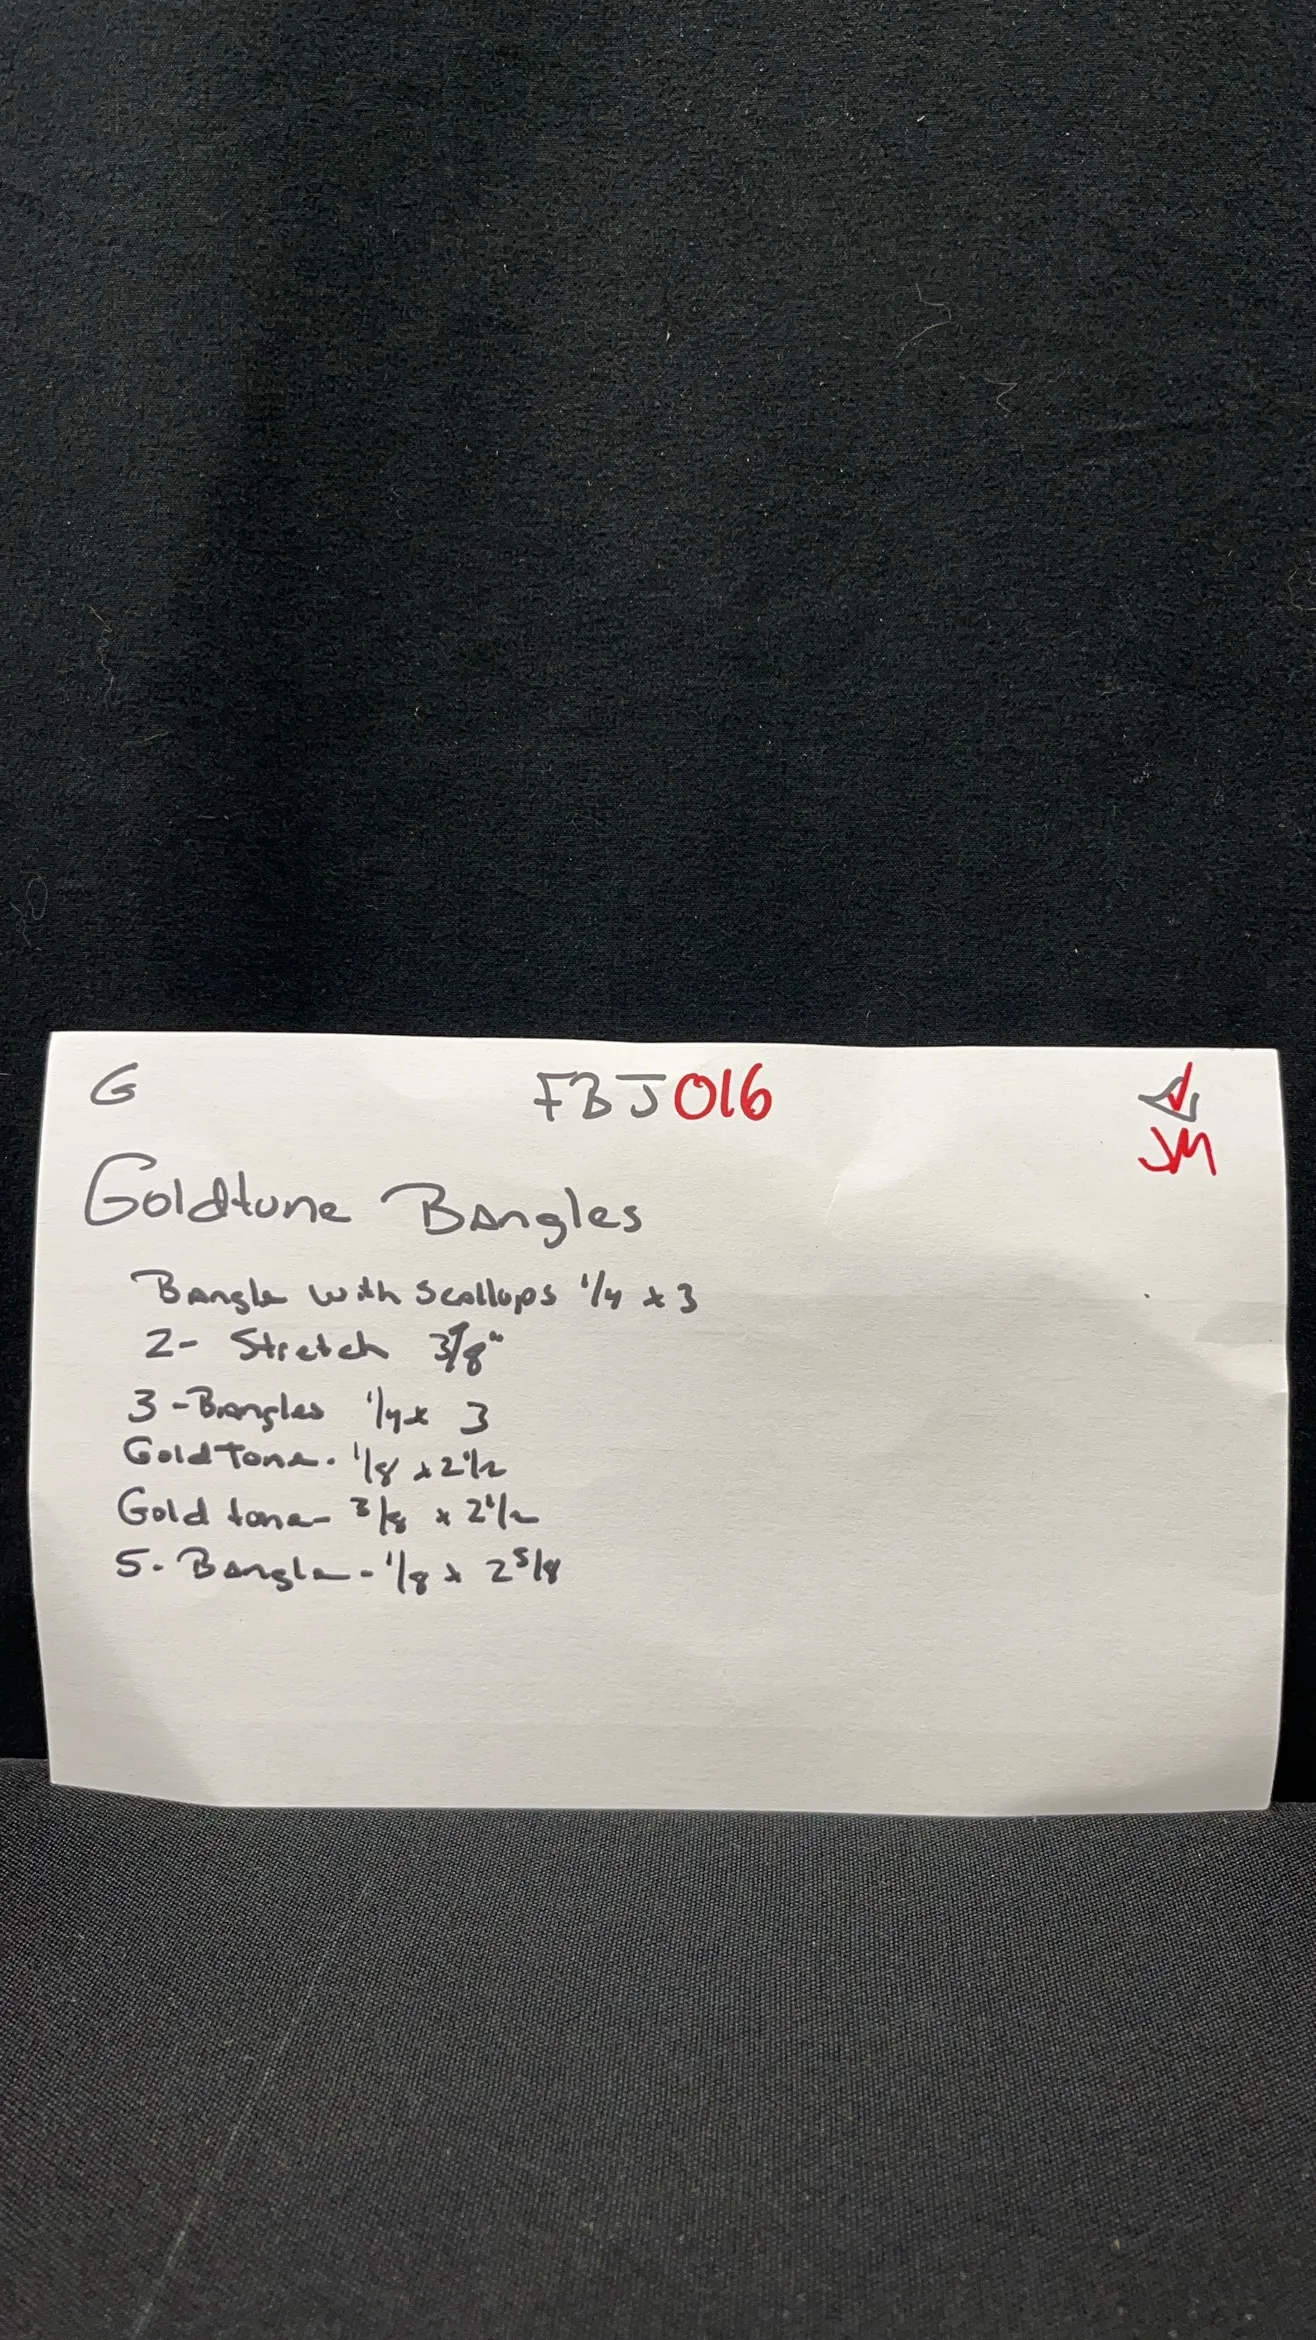 G FBJ016
JM
Goldtone Bangles
Bangle with scallops 1/4 x 3
2- Stretch 3/8"
3-Bangles 1/4 x 3
Goldtone- 1/8 x 2 1/2
Gold tone- 3/8 x 2 1/2
5- Bangle- 1/8 x 2 5/8